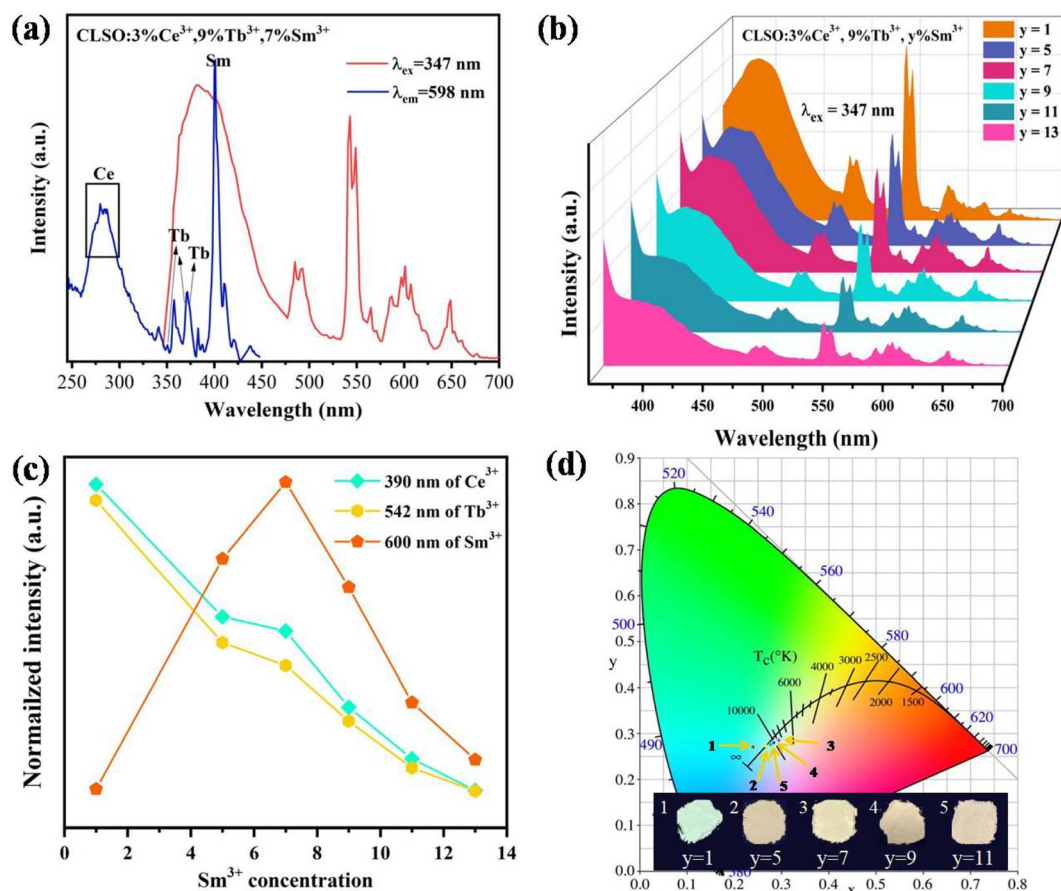 (a)
CLSO:3%Ce³⁺,9%Tb³⁺,7%Sm³⁺
Sm
λex=347 nm
λem=598 nm
Ce
Tb
Tb
Intensity (a.u.)
250 300 350 400 450 500 550 600 650 700
Wavelength (nm)
(b)
CLSO:3%Ce³⁺, 9%Tb³⁺, y%Sm³⁺
λex = 347 nm
y = 1
y = 5
y = 7
y = 9
y = 11
y = 13
Intensity (a.u.)
400 450 500 550 600 650 700
Wavelength (nm)
(c)
390 nm of Ce³⁺
542 nm of Tb³⁺
600 nm of Sm³⁺
Normailzed intensity (a.u.)
0 2 4 6 8 10 12 14
Sm³⁺ concentration
(d)
0.9
0.8
0.7
0.6
0.5
y
0.4
0.3
0.2
0.1
0.0
520
540
560
500
580
Tc(°K)
4000 3000 2500
6000
2000 1500
600
10000
620
490
700
∞
1
3
4
2 5
1 2 3 4 5
y=1 y=5 y=7 y=9 y=11
380
0.0 0.1 0.2 0.3 0.4 0.5 0.6 0.7 0.8
x